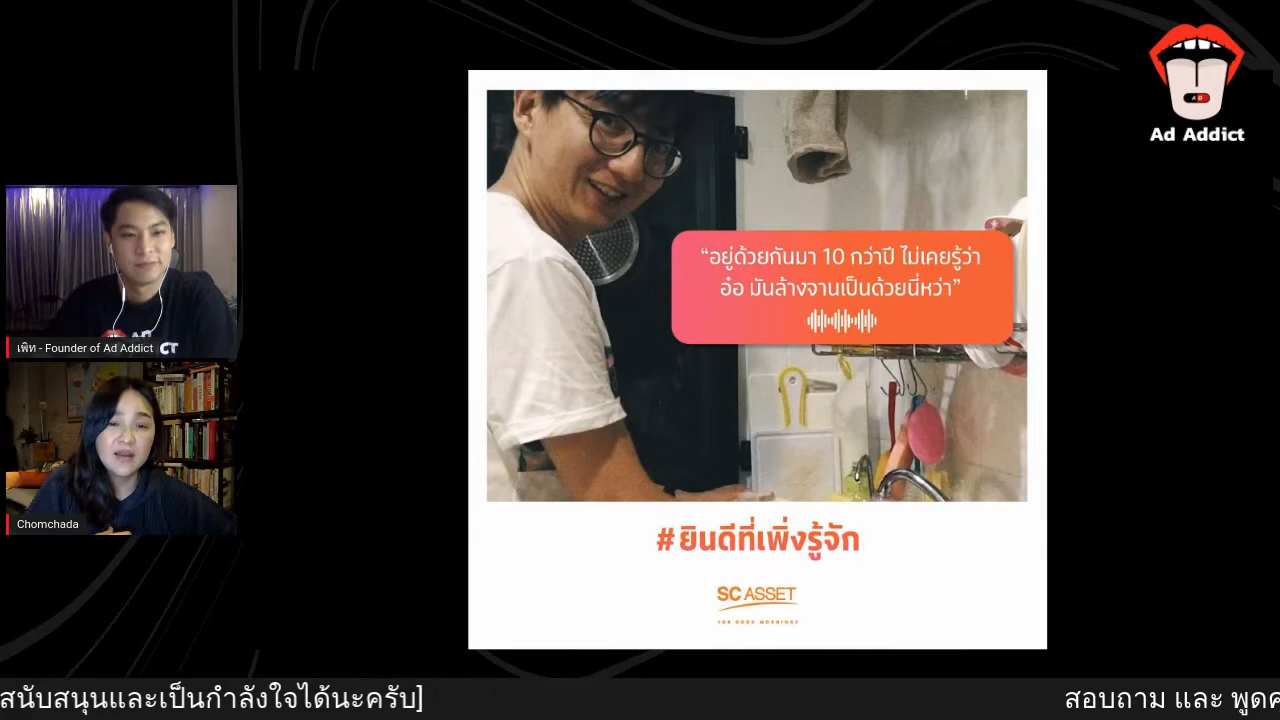 Ad Addict
“อยู่ด้วยกันมา 10 กว่าปี ไม่เคยรู้ว่า
อ๋อ มันล้างจานเป็นด้วยนี่หว่า”
เพิท - Founder of Ad Addict
CT
Chomchada
#ยินดีที่เพิ่งรู้จัก
SC ASSET
FOR GOOD MORNINGS
สนับสนุนและเป็นกำลังใจได้นะครับ]
สอบถาม และ พูดค